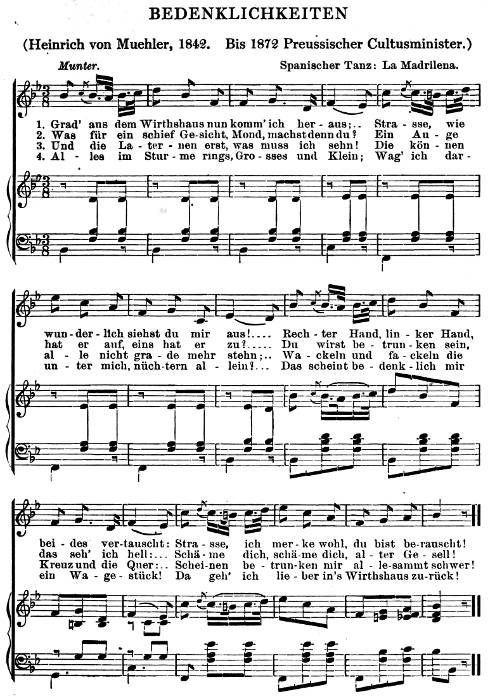 BEDENKLICHKEITEN
(Heinrich von Muehler, 1842. Bis 1872 Preussischer Cultusminister.)
Munter. Spanischer Tanz: La Madrilena.
1. Grad' aus dem Wirthshaus nun komm' ich her-aus;.. Stra-sse, wie
2. Was für ein schief Ge-sicht, Mond, machst denn du? Ein Au-ge
3. Und die La-ter-nen erst, was muss ich sehn! Die kön-nen
4. Al-les im Stur-me rings, Gro-sses und Klein; Wag' ich dar-
wun-der-lich siehst du mir aus!.... Rech-ter Hand, lin-ker Hand,
hat er auf, eins hat er zu?..... Du wirst be-trun-ken sein,
al-le nicht gra-de mehr stehn;.. Wa-ckeln und fa-ckeln die
un-ter mich, nüch-tern al-lein?... Das scheint be-denk-lich mir
bei-des ver-tauscht: Stra-sse, ich mer-ke wohl, du bist be-rauscht!
das seh' ich hell:... Schä-me dich, schä-me dich, al-ter Ge-sell!
Kreuz und die Quer:.. Schei-nen be-trun-ken mir al-le-sammt schwer!
ein Wa-ge-stück! Da geh' ich lie-ber in's Wirthshaus zu-rück!